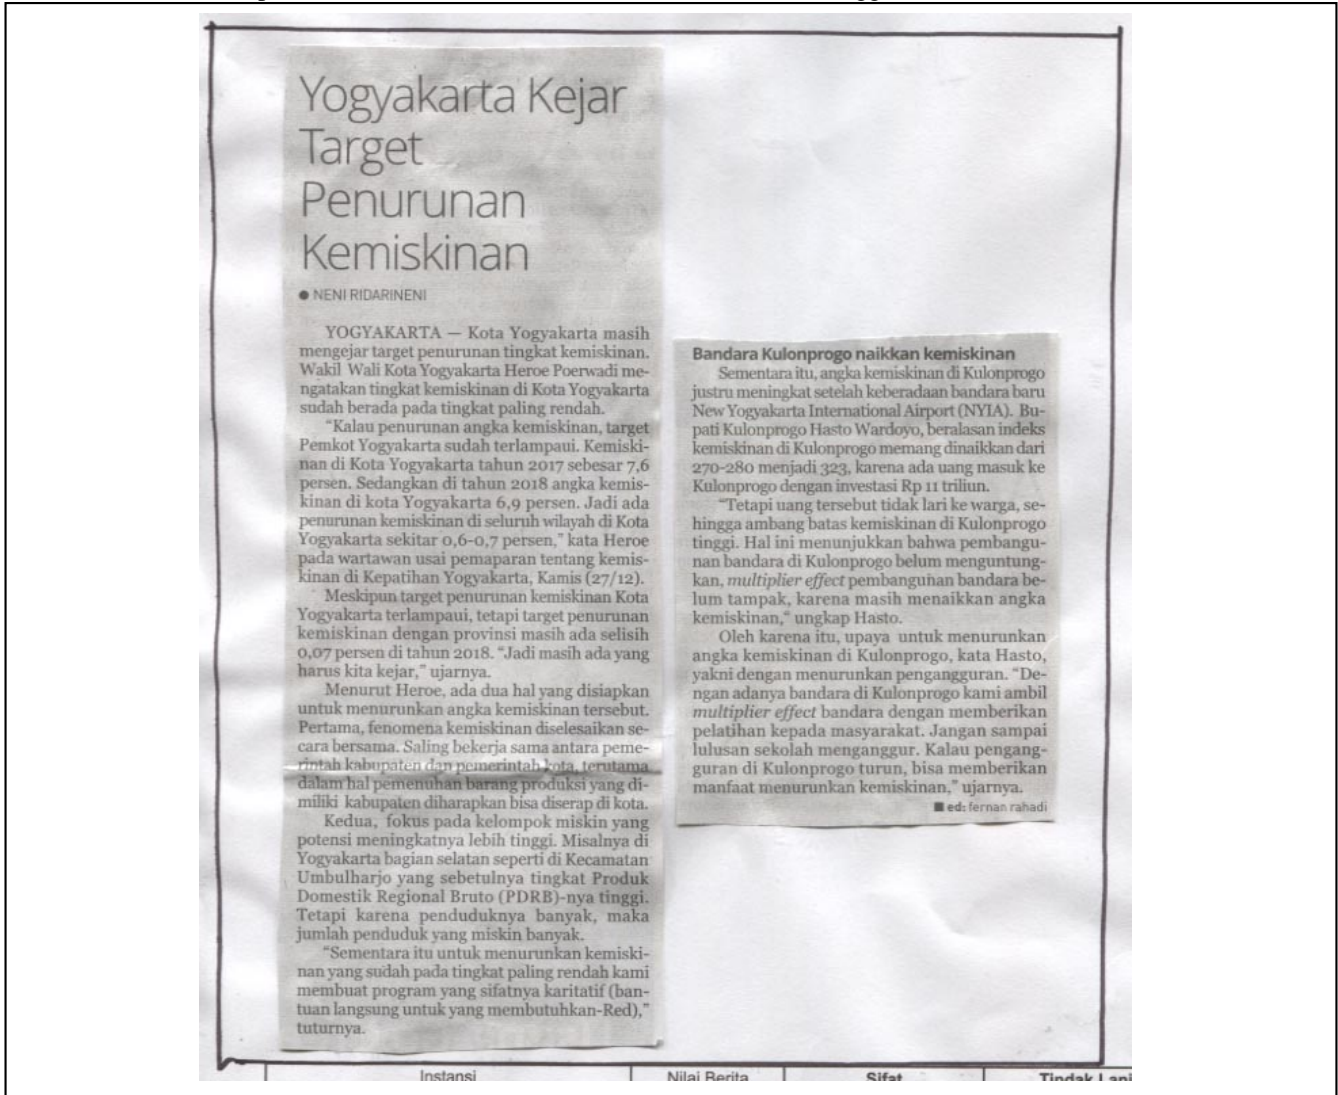 Yogyakarta Kejar
Target
Penurunan
Kemiskinan
● NENI RIDARINENI
YOGYAKARTA — Kota Yogyakarta masih
mengejar target penurunan tingkat kemiskinan.
Wakil Wali Kota Yogyakarta Heroe Poerwadi me-
ngatakan tingkat kemiskinan di Kota Yogyakarta
sudah berada pada tingkat paling rendah.
“Kalau penurunan angka kemiskinan, target
Pemkot Yogyakarta sudah terlampaui. Kemiski-
nan di Kota Yogyakarta tahun 2017 sebesar 7,6
persen. Sedangkan di tahun 2018 angka kemis-
kinan di kota Yogyakarta 6,9 persen. Jadi ada
penurunan kemiskinan di seluruh wilayah di Kota
Yogyakarta sekitar 0,6-0,7 persen,” kata Heroe
pada wartawan usai pemaparan tentang kemis-
kinan di Kepatihan Yogyakarta, Kamis (27/12).
Meskipun target penurunan kemiskinan Kota
Yogyakarta terlampaui, tetapi target penurunan
kemiskinan dengan provinsi masih ada selisih
0,07 persen di tahun 2018. “Jadi masih ada yang
harus kita kejar,” ujarnya.
Menurut Heroe, ada dua hal yang disiapkan
untuk menurunkan angka kemiskinan tersebut.
Pertama, fenomena kemiskinan diselesaikan se-
cara bersama. Saling bekerja sama antara peme-
rintah kabupaten dan pemerintah kota, terutama
dalam hal pemenuhan barang produksi yang di-
miliki kabupaten diharapkan bisa diserap di kota.
Kedua, fokus pada kelompok miskin yang
potensi meningkatnya lebih tinggi. Misalnya di
Yogyakarta bagian selatan seperti di Kecamatan
Umbulharjo yang sebetulnya tingkat Produk
Domestik Regional Bruto (PDRB)-nya tinggi.
Tetapi karena penduduknya banyak, maka
jumlah penduduk yang miskin banyak.
“Sementara itu untuk menurunkan kemiski-
nan yang sudah pada tingkat paling rendah kami
membuat program yang sifatnya karitatif (ban-
tuan langsung untuk yang membutuhkan-Red),”
tuturnya.
Bandara Kulonprogo naikkan kemiskinan
Sementara itu, angka kemiskinan di Kulonprogo
justru meningkat setelah keberadaan bandara baru
New Yogyakarta International Airport (NYIA). Bu-
pati Kulonprogo Hasto Wardoyo, beralasan indeks
kemiskinan di Kulonprogo memang dinaikkan dari
270-280 menjadi 323, karena ada uang masuk ke
Kulonprogo dengan investasi Rp 11 triliun.
“Tetapi uang tersebut tidak lari ke warga, se-
hingga ambang batas kemiskinan di Kulonprogo
tinggi. Hal ini menunjukkan bahwa pembangu-
nan bandara di Kulonprogo belum menguntung-
kan, multiplier effect pembangunan bandara be-
lum tampak, karena masih menaikkan angka
kemiskinan,“ ungkap Hasto.
Oleh karena itu, upaya untuk menurunkan
angka kemiskinan di Kulonprogo, kata Hasto,
yakni dengan menurunkan pengangguran. “De-
ngan adanya bandara di Kulonprogo kami ambil
multiplier effect bandara dengan memberikan
pelatihan kepada masyarakat. Jangan sampai
lulusan sekolah menganggur. Kalau pengang-
guran di Kulonprogo turun, bisa memberikan
manfaat menurunkan kemiskinan,” ujarnya.
■ ed: fernan rahadi
Instansi Nilai Berita Sifat Tindak Lanj